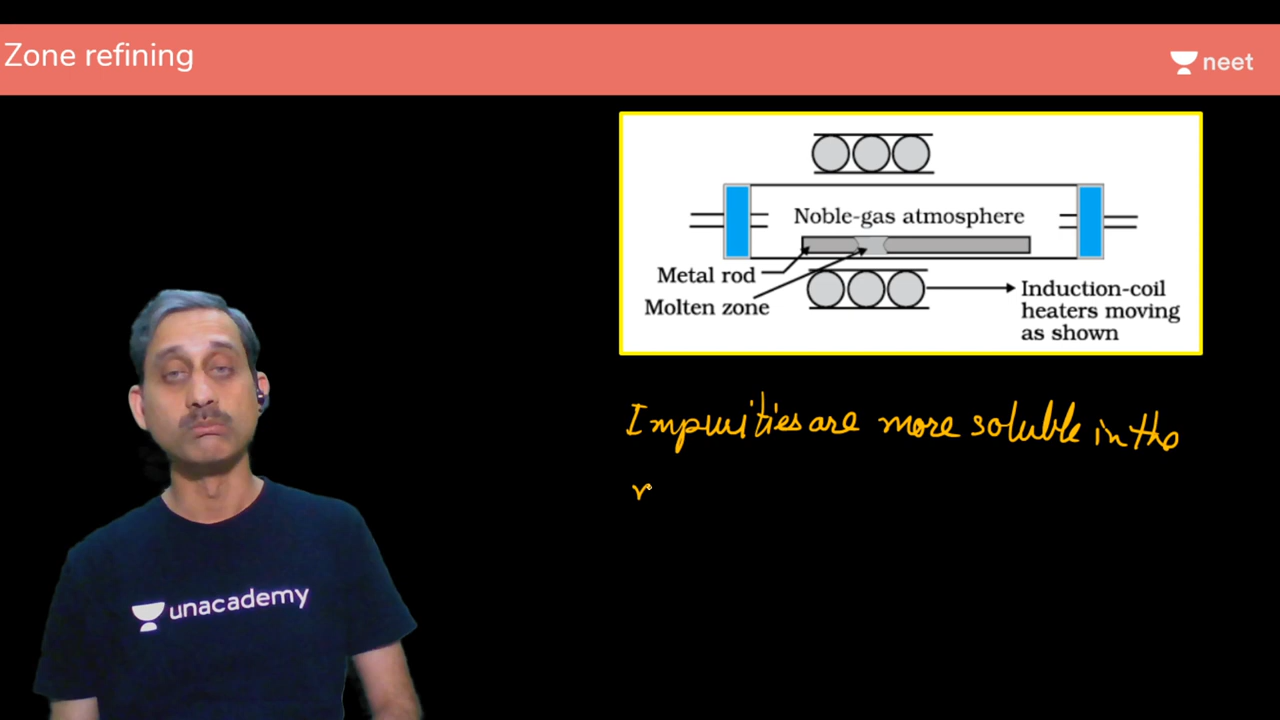 Zone refining
neet
Noble-gas atmosphere
Metal rod
Molten zone
Induction-coil
heaters moving
as shown
Impurities are more soluble in the
unacademy